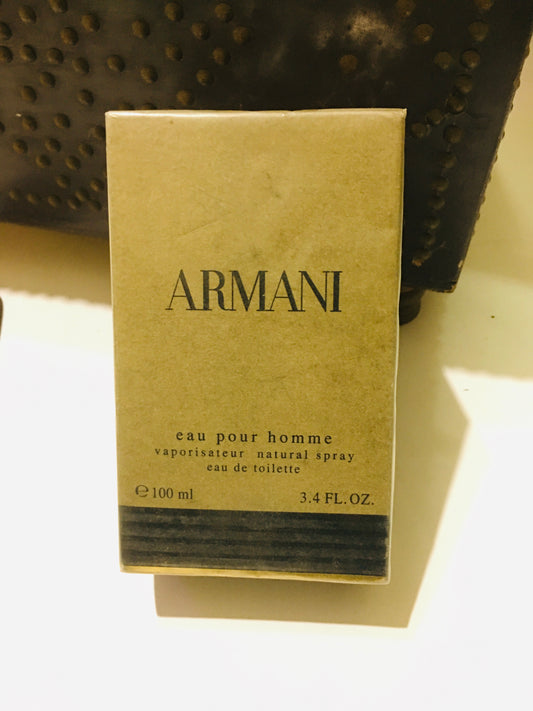 ARMANI
eau pour homme
vaporisateur natural spray
eau de toilette
℮100 ml 3.4 FL.OZ.